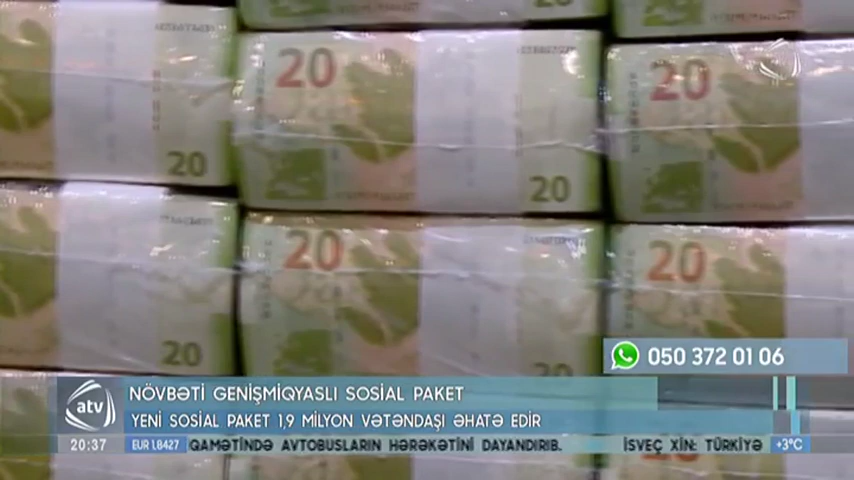 20
20
20
20
20
20
20
20
20
050 372 01 06
atv
NÖVBƏTİ GENİŞMİQYASLI SOSİAL PAKET
YENİ SOSİAL PAKET 1,9 MİLYON VƏTƏNDAŞI ƏHATƏ EDİR
20:37 EUR 1.8427 QAMƏTİNDƏ AVTOBUSLARIN HƏRƏKƏTİNİ DAYANDIRIB. İSVEÇ XİN: TÜRKİYƏ +3°C